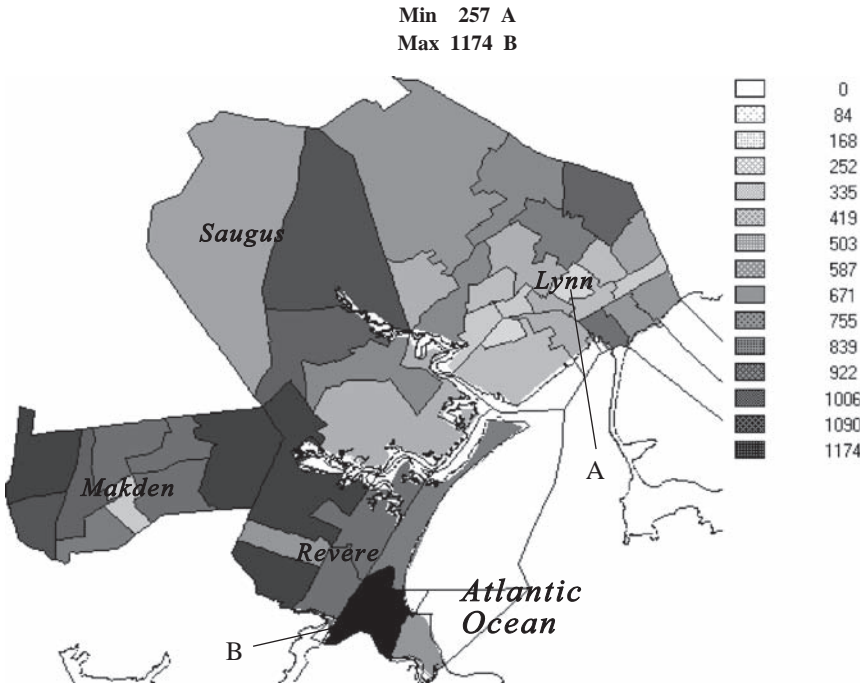 Min 257 A
Max 1174 B
0
84
168
252
335
419
503
587
671
755
839
922
1006
1090
1174
Saugus
Lynn
A
Makden
Revere
Atlantic
Ocean
B